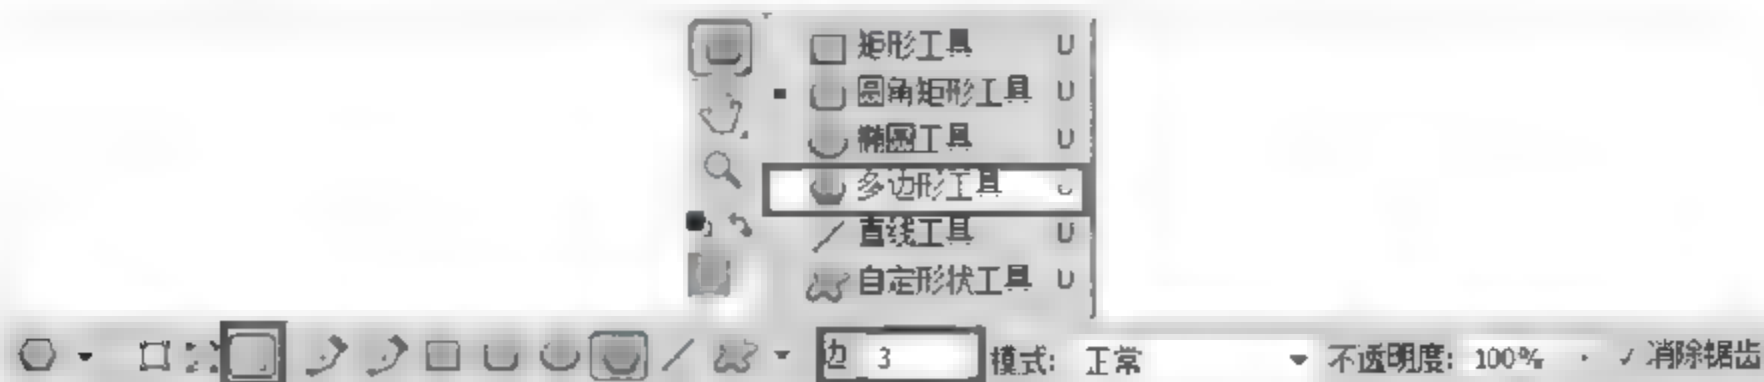 矩形工具 U
圆角矩形工具 U
椭圆工具 U
多边形工具
直线工具 U
自定形状工具 U
边 3 模式: 正常 不透明度: 100% ✓ 消除锯齿